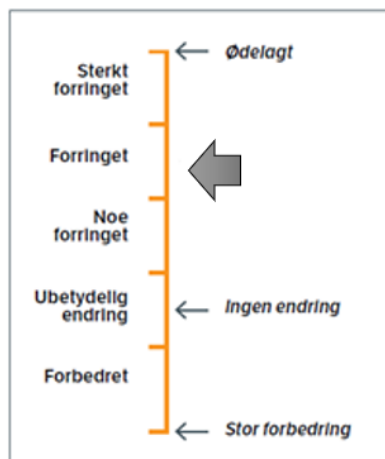 Ødelagt
Sterkt
forringet
Forringet
Noe
forringet
Ubetydelig
endring
Ingen endring
Forbedret
Stor forbedring